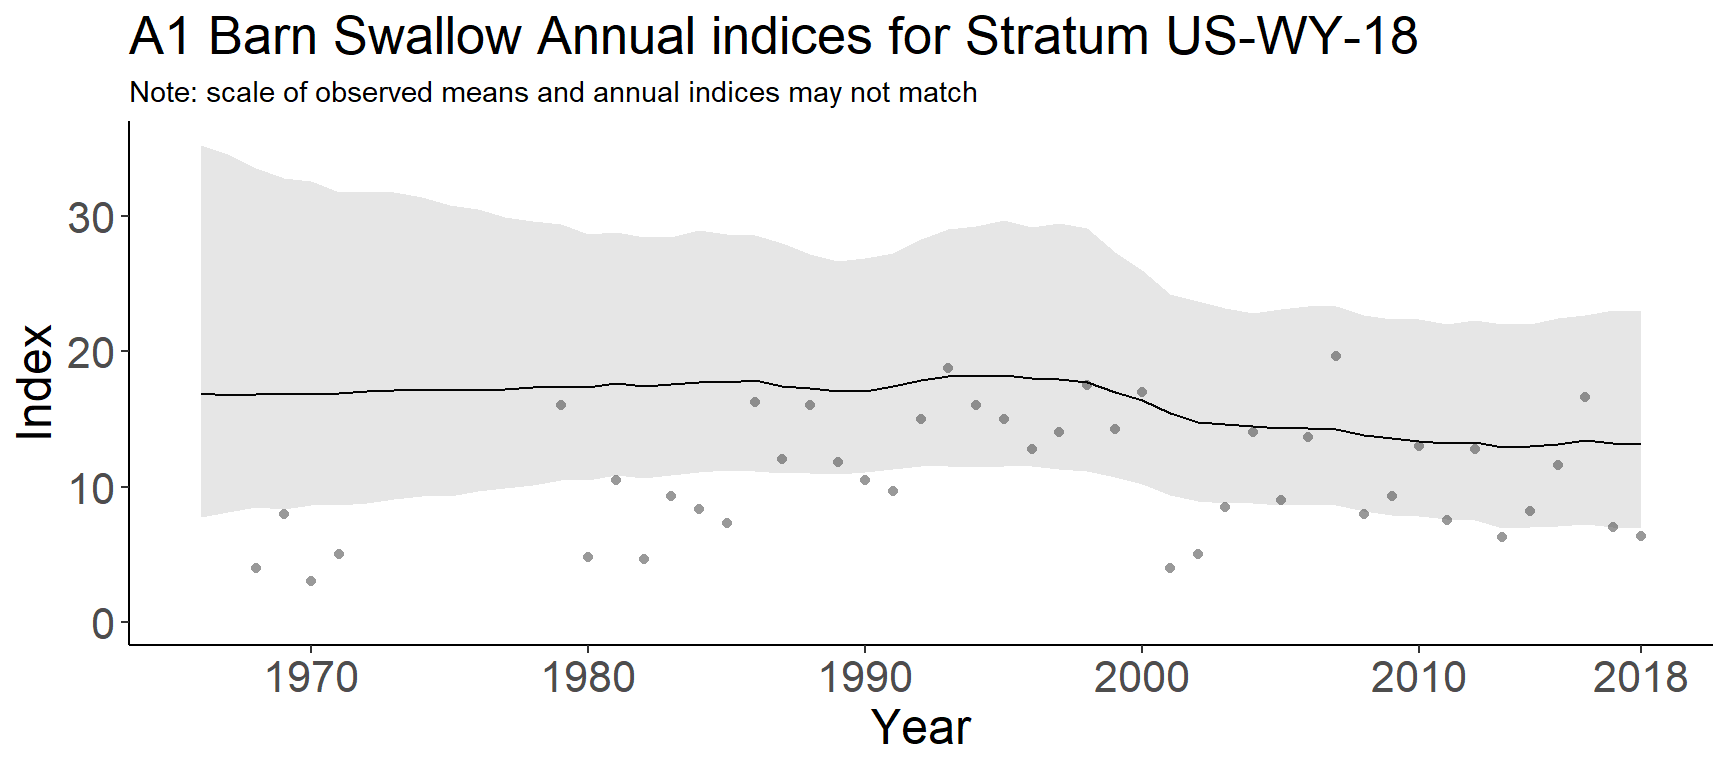 A1 Barn Swallow Annual indices for Stratum US-WY-18
Note: scale of observed means and annual indices may not match
Index
30
20
10
0
1970 1980 1990 2000 2010 2018
Year